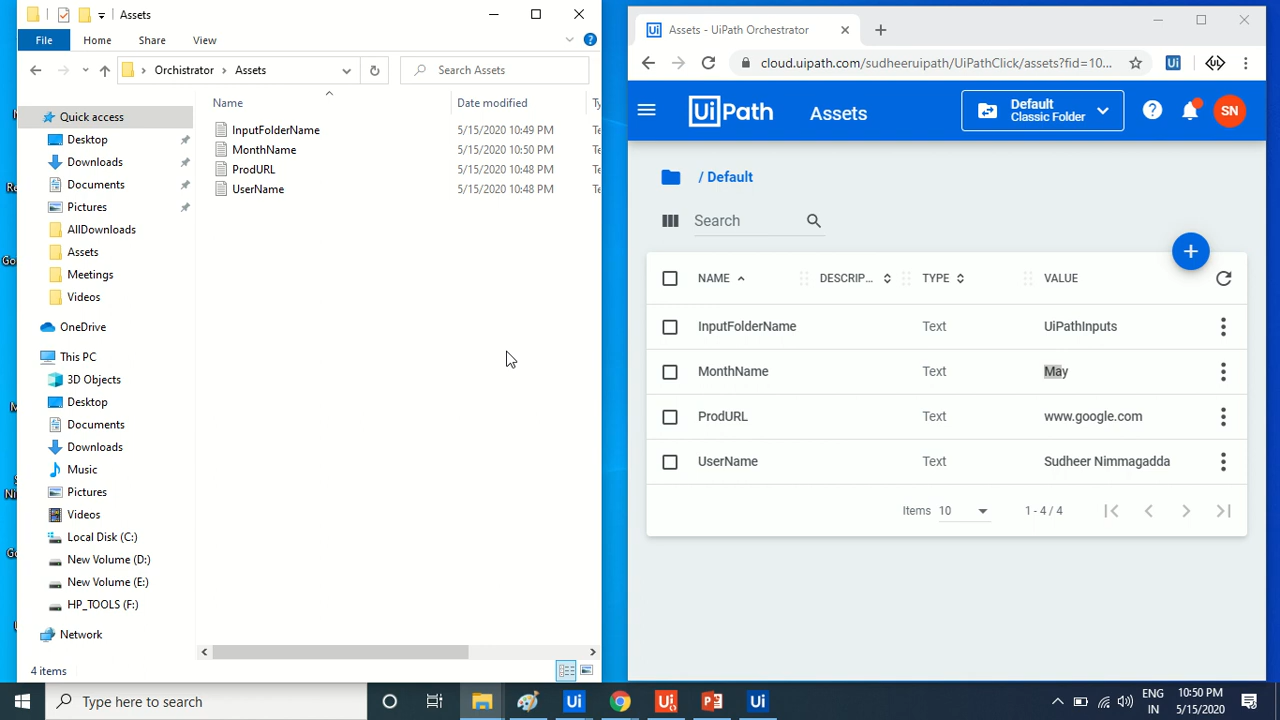 Assets
File Home Share View
Orchistrator Assets
Search Assets
Name Date modified
Quick access
Desktop
Downloads
Documents
Pictures
AllDownloads
Assets
Meetings
Videos
OneDrive
This PC
3D Objects
Desktop
Documents
Downloads
Music
Pictures
Videos
Local Disk (C:)
New Volume (D:)
New Volume (E:)
HP_TOOLS (F:)
Network
InputFolderName 5/15/2020 10:49 PM
MonthName 5/15/2020 10:50 PM
ProdURL 5/15/2020 10:48 PM
UserName 5/15/2020 10:48 PM
4 items
Ui Assets - UiPath Orchestrator
cloud.uipath.com/sudheeruipath/UiPathClick/assets?fid=10...
UiPath Assets
Default
Classic Folder
SN
/ Default
Search
NAME DESCRIP... TYPE VALUE
InputFolderName Text UiPathInputs
MonthName Text May
ProdURL Text www.google.com
UserName Text Sudheer Nimmagadda
Items 10 1 - 4 / 4
Type here to search
ENG
IN
10:50 PM
5/15/2020